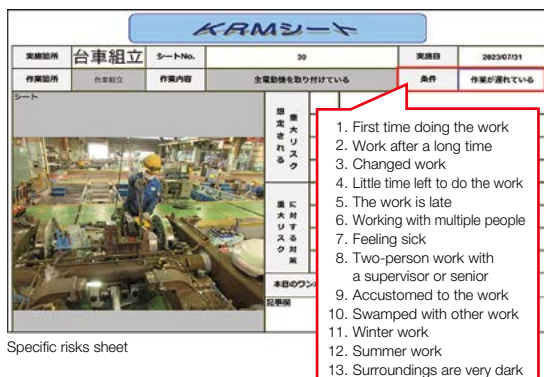 KRMシート
実施箇所 台車組立 シートNo. 30 実施日 2023/07/31
作業箇所 台車組立 作業内容 主電動機を取り付けている 条件 作業が遅れている
シート
想定される
重大リスク
重大リスク
に対する対策
本日のワン
記事欄
1. First time doing the work
2. Work after a long time
3. Changed work
4. Little time left to do the work
5. The work is late
6. Working with multiple people
7. Feeling sick
8. Two-person work with
a supervisor or senior
9. Accustomed to the work
10. Swamped with other work
11. Winter work
12. Summer work
13. Surroundings are very dark
Specific risks sheet